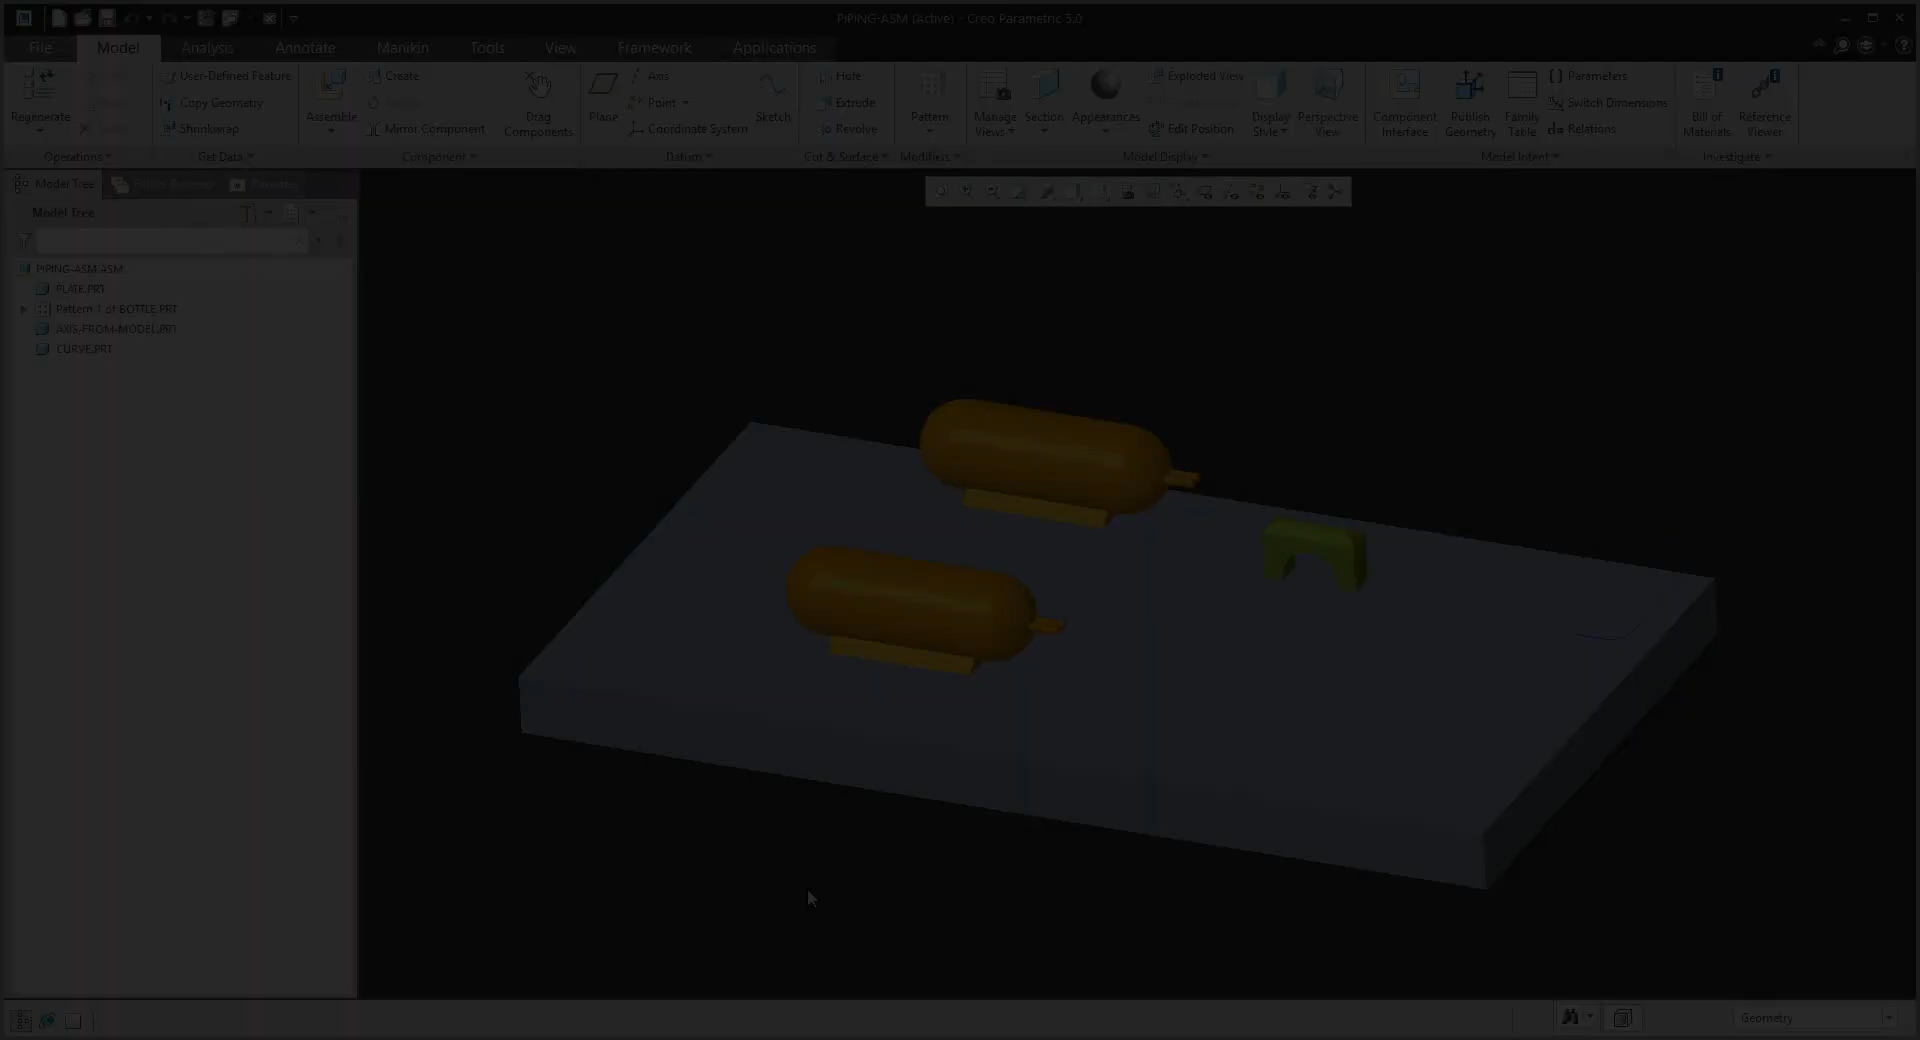 PIPING-ASM (Active) - Creo Parametric 5.0
File Model Analysis Annotate Manikin Tools View Framework Applications
User-Defined Feature Create Axis Hole Exploded View Parameters
Copy Geometry Point Extrude Switch Dimensions
Regenerate Assemble Plane Sketch Pattern Appearances
Drag Components
Manage Views Section
Display Style
Perspective View
Component Interface
Publish Geometry
Family Table
Bill of Materials
Reference Viewer
Shrinkwrap Mirror Component Coordinate System Revolve Edit Position Relations
Operations Get Data Component Datum Cut & Surface Modifiers Model Display Model Intent Investigate
Model Tree
Model Tree
PIPING-ASM.ASM
PLATE.PRT
Pattern 1 of BOTTLE.PRT
AXIS-FROM-MODEL.PRT
CURVE.PRT
Geometry